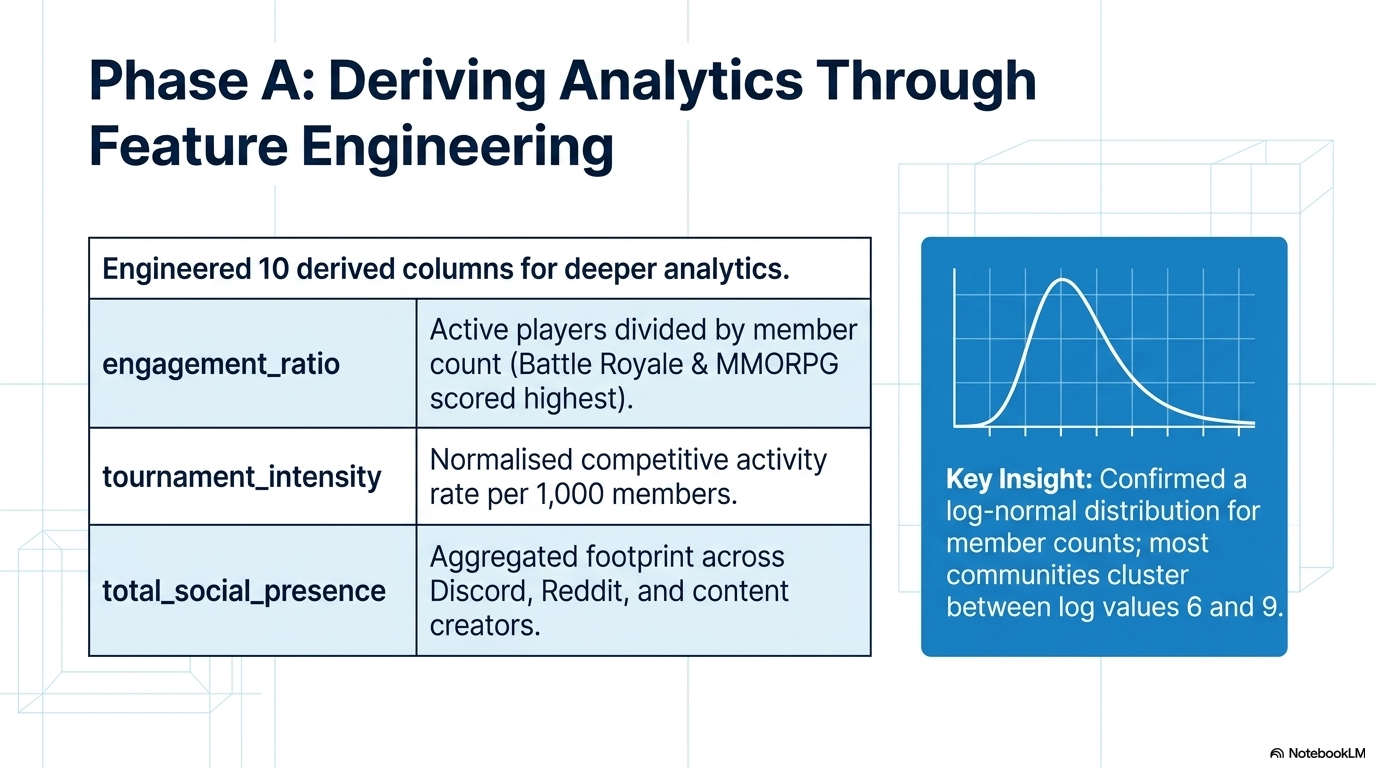 Phase A: Deriving Analytics Through
Feature Engineering
Engineered 10 derived columns for deeper analytics.
engagement_ratio
Active players divided by member
count (Battle Royale & MMORPG
scored highest).
tournament_intensity
Normalised competitive activity
rate per 1,000 members.
total_social_presence
Aggregated footprint across
Discord, Reddit, and content
creators.
Key Insight: Confirmed a
log-normal distribution for
member counts; most
communities cluster
between log values 6 and 9.
NotebookLM